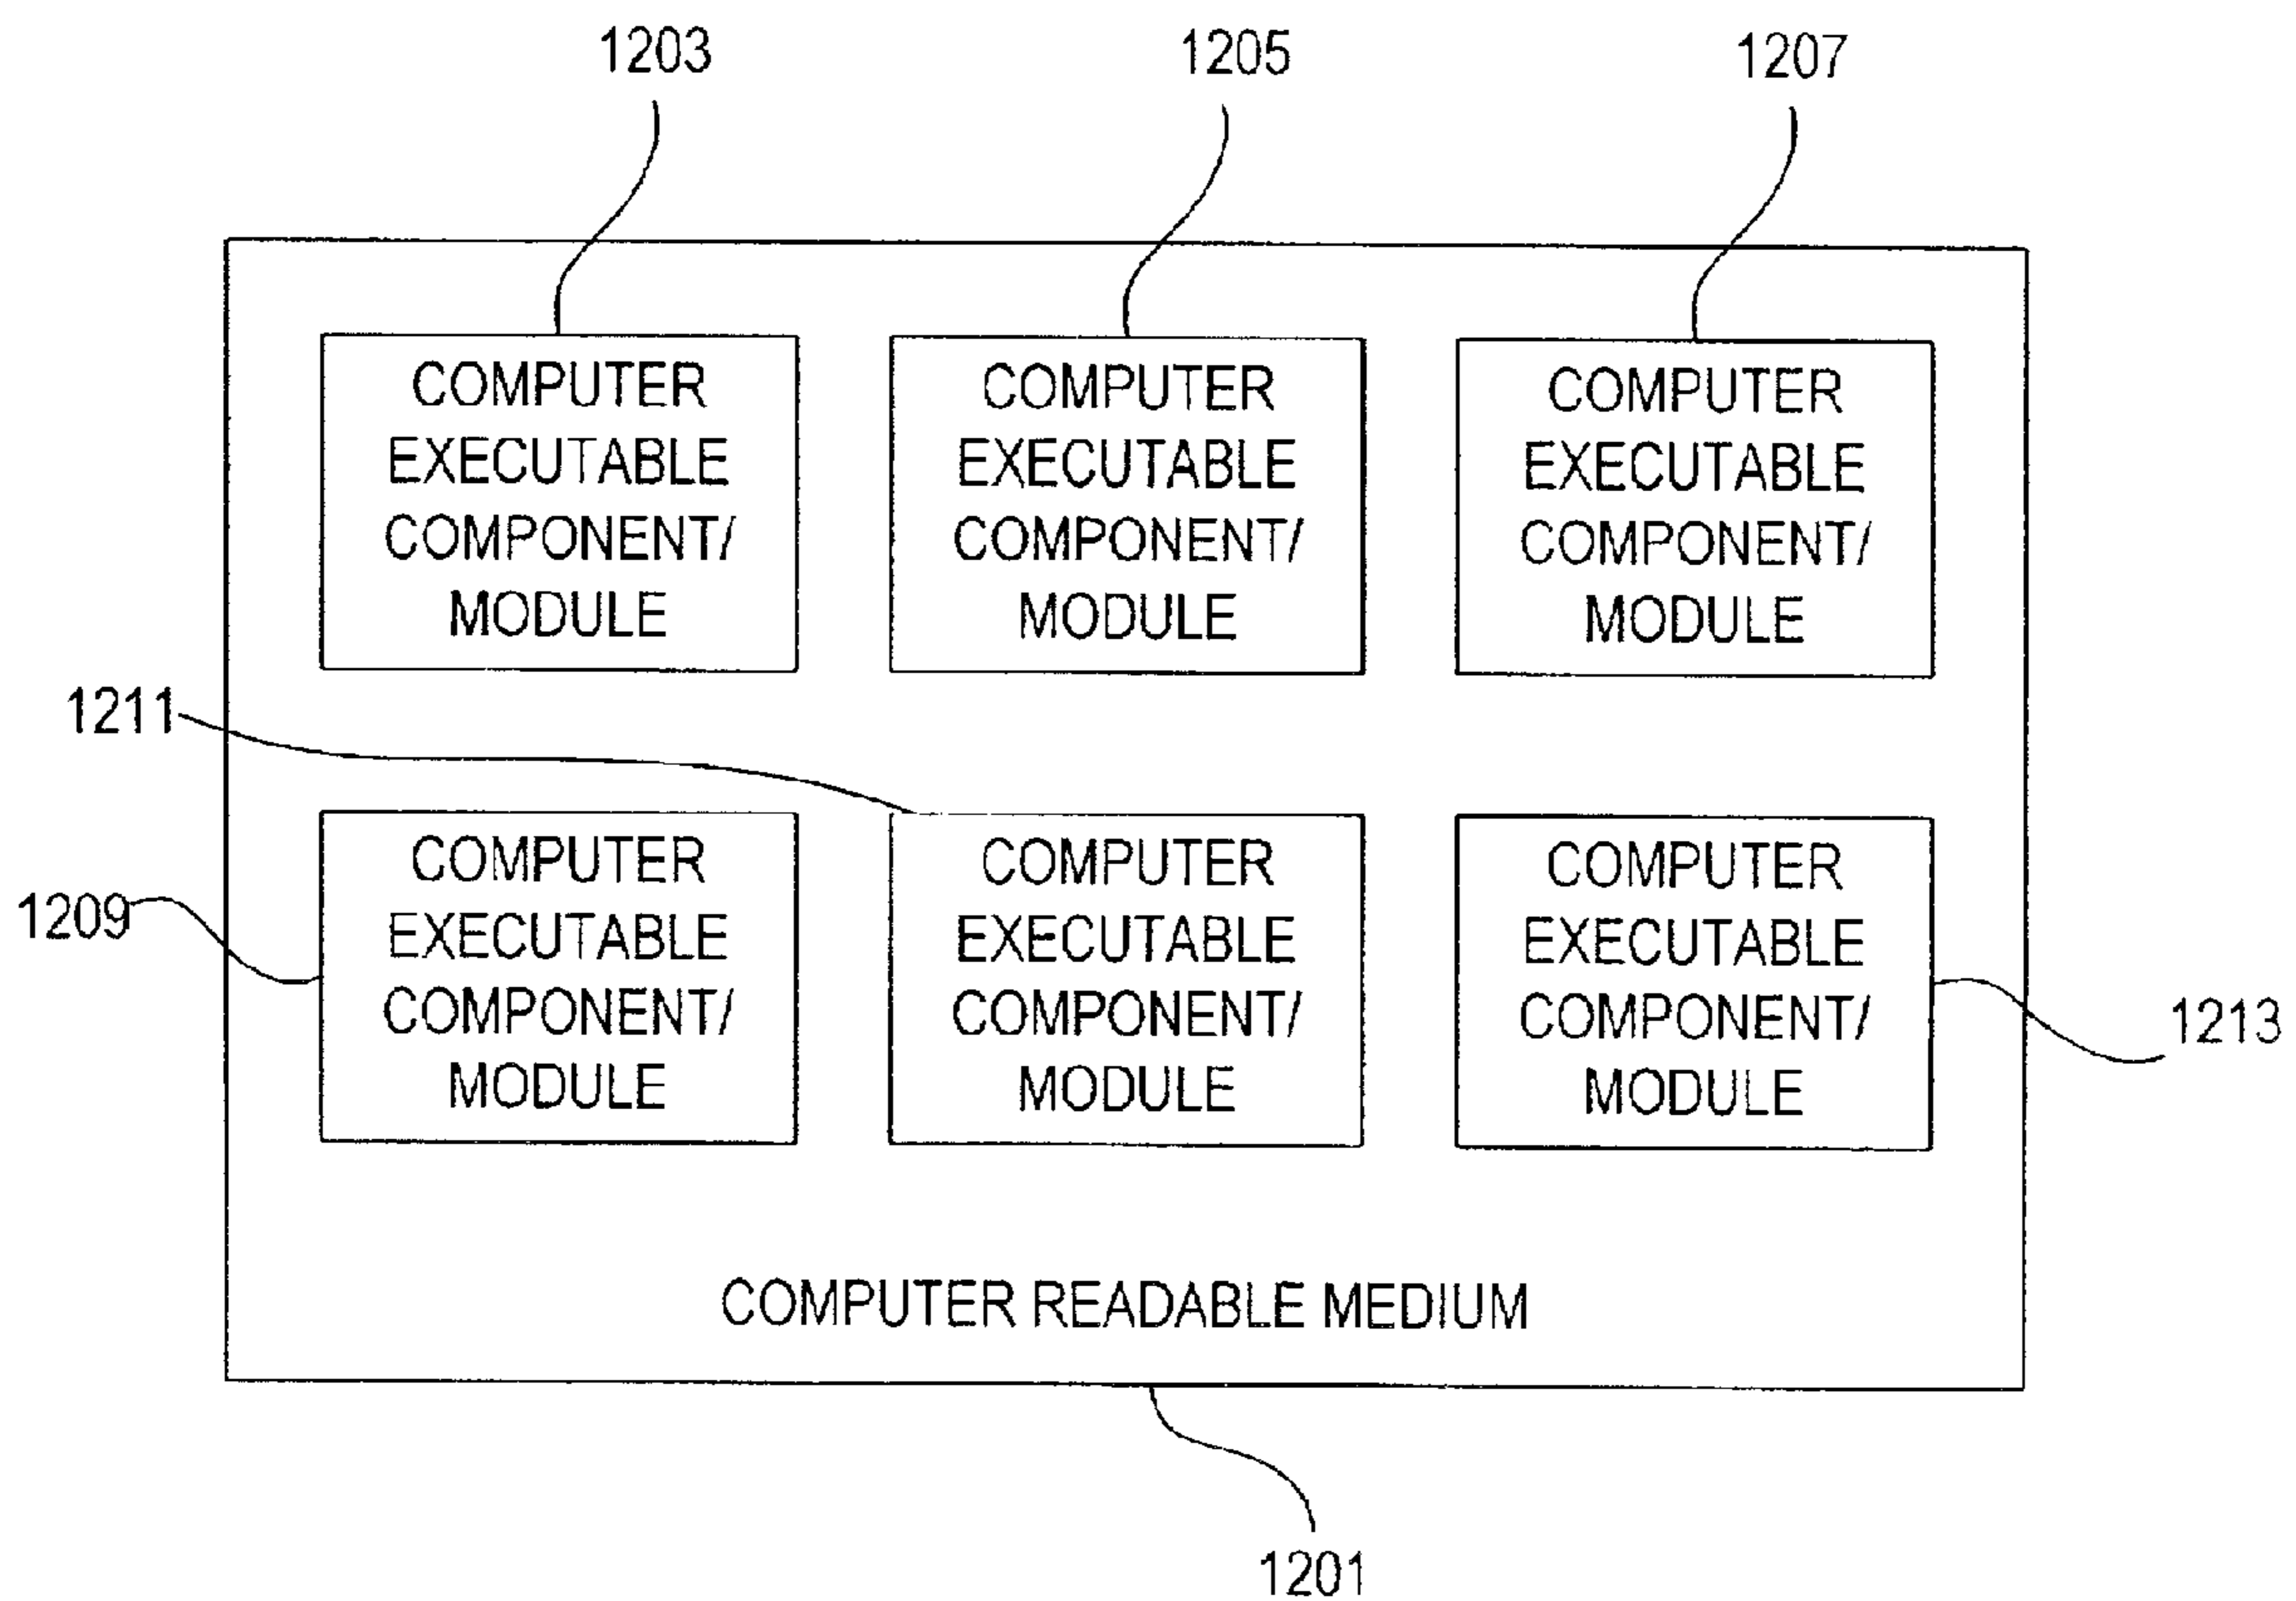 1203
1205
1207
COMPUTER
EXECUTABLE
COMPONENT/
MODULE
COMPUTER
EXECUTABLE
COMPONENT/
MODULE
COMPUTER
EXECUTABLE
COMPONENT/
MODULE
1211
1209
COMPUTER
EXECUTABLE
COMPONENT/
MODULE
COMPUTER
EXECUTABLE
COMPONENT/
MODULE
COMPUTER
EXECUTABLE
COMPONENT/
MODULE
1213
COMPUTER READABLE MEDIUM
1201